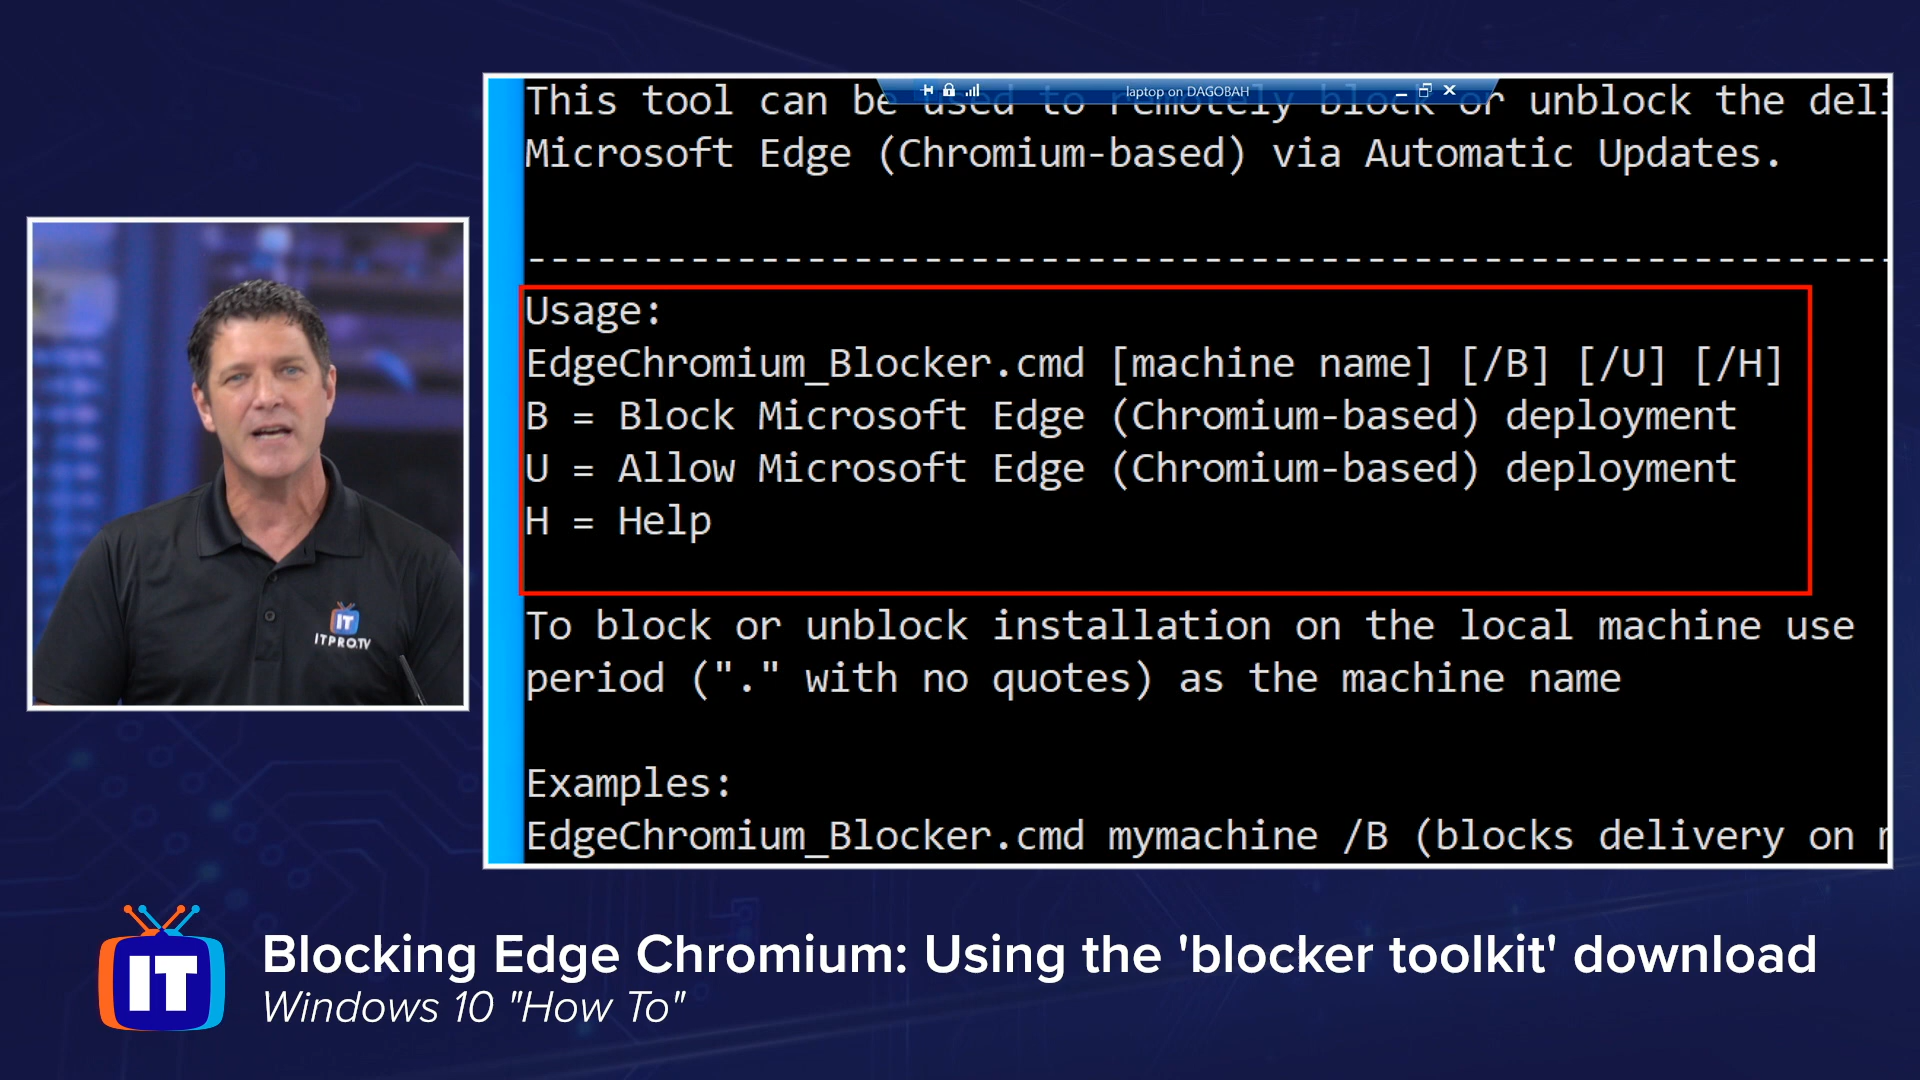 laptop on DAGOBAH
This tool can be used to remotely block or unblock the deli
Microsoft Edge (Chromium-based) via Automatic Updates.
-----------------------------------------------------------
Usage:
EdgeChromium_Blocker.cmd [machine name] [/B] [/U] [/H]
B = Block Microsoft Edge (Chromium-based) deployment
U = Allow Microsoft Edge (Chromium-based) deployment
H = Help
To block or unblock installation on the local machine use
period ("." with no quotes) as the machine name
Examples:
EdgeChromium_Blocker.cmd mymachine /B (blocks delivery on
IT
ITPRO.TV
IT
Blocking Edge Chromium: Using the 'blocker toolkit' download
Windows 10 "How To"